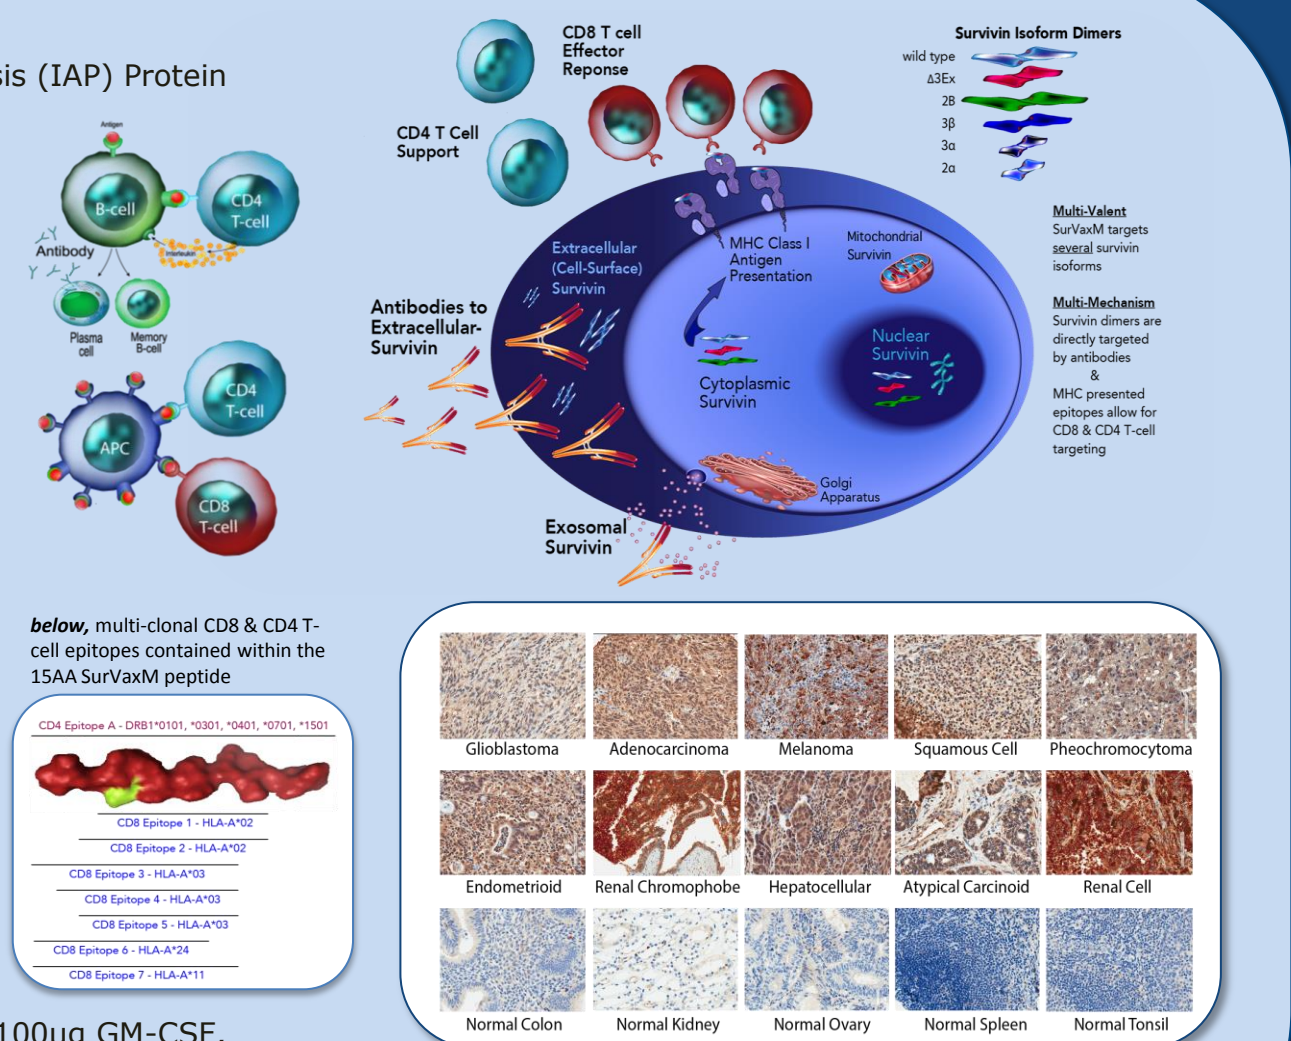 sis (IAP) Protein
Antigen
B-cell
CD4
T-cell
Antibody
Interleukin
Plasma
cell
Memory
B-cell
CD4
T-cell
APC
CD8
T-cell
CD8 T cell
Effector
Reponse
CD4 T Cell
Support
Survivin Isoform Dimers
wild type
Δ3Ex
2B
3β
3α
2α
Multi-Valent
SurVaxM targets
several survivin
isoforms
Multi-Mechanism
Survivin dimers are
directly targeted
by antibodies
&
MHC presented
epitopes allow for
CD8 & CD4 T-cell
targeting
Extracellular
(Cell-Surface)
Survivin
MHC Class I
Antigen
Presentation
Mitochondrial
Survivin
Antibodies to
Extracellular-
Survivin
Nuclear
Survivin
Cytoplasmic
Survivin
Golgi
Apparatus
Exosomal
Survivin
below, multi-clonal CD8 & CD4 T-
cell epitopes contained within the
15AA SurVaxM peptide
CD4 Epitope A - DRB1*0101, *0301, *0401, *0701, *1501
CD8 Epitope 1 - HLA-A*02
CD8 Epitope 2 - HLA-A*02
CD8 Epitope 3 - HLA-A*03
CD8 Epitope 4 - HLA-A*03
CD8 Epitope 5 - HLA-A*03
CD8 Epitope 6 - HLA-A*24
CD8 Epitope 7 - HLA-A*11
Glioblastoma
Adenocarcinoma
Melanoma
Squamous Cell
Pheochromocytoma
Endometrioid
Renal Chromophobe
Hepatocellular
Atypical Carcinoid
Renal Cell
Normal Colon
Normal Kidney
Normal Ovary
Normal Spleen
Normal Tonsil
100µg GM-CSF.